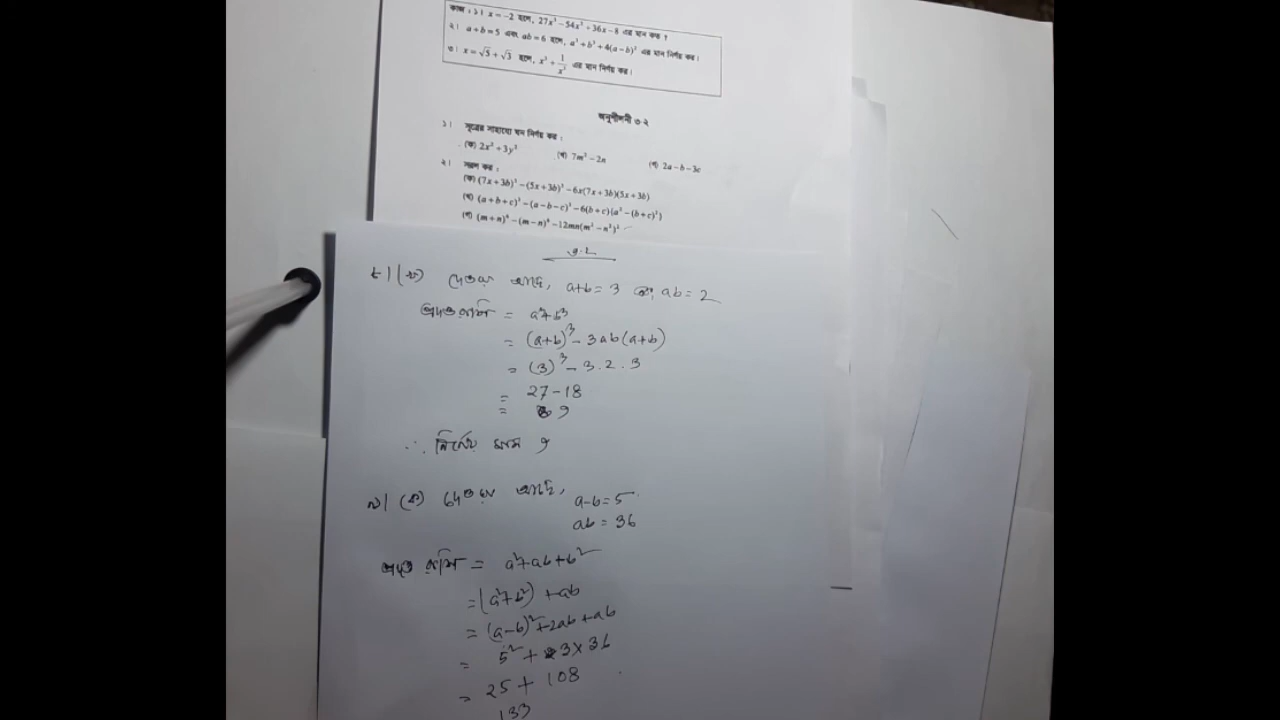 কাজ : ১। x = −2 হলে, 27x³ − 54x² + 36x − 8 এর মান কত ?
২। a + b = 5 এবং ab = 6 হলে, a³ + b³ + 4(a − b)² এর মান নির্ণয় কর।
৩। x = √5 + √3 হলে, x³ + 1/x³ এর মান নির্ণয় কর।
অনুশীলনী ৩.২
১। সূত্রের সাহায্যে ঘন নির্ণয় কর :
(ক) 2x² + 3y² (খ) 7m² − 2n (গ) 2a − b − 3c
২। সরল কর :
(ক) (7x + 3b)³ − (5x + 3b)³ − 6x(7x + 3b)(5x + 3b)
(খ) (a + b + c)³ − (a − b − c)³ − 6(b + c){a² − (b + c)²}
(গ) (m + n)⁶ − (m − n)⁶ − 12mn(m² − n²)²
৩.২
৮। (ক) দেওয়া আছে, a+b = 3 এবং ab = 2
প্রদত্ত রাশি = a³+b³
= (a+b)³ − 3ab(a+b)
= (3)³ − 3.2.3
= 27 − 18
= 9
∴ নির্ণেয় মান 9
৯। (ক) দেওয়া আছে,
a−b = 5
ab = 36
প্রদত্ত রাশি = a²+ab+b²
= (a²+b²) + ab
= (a−b)² + 2ab + ab
= 5² + 3×36
= 25 + 108
133